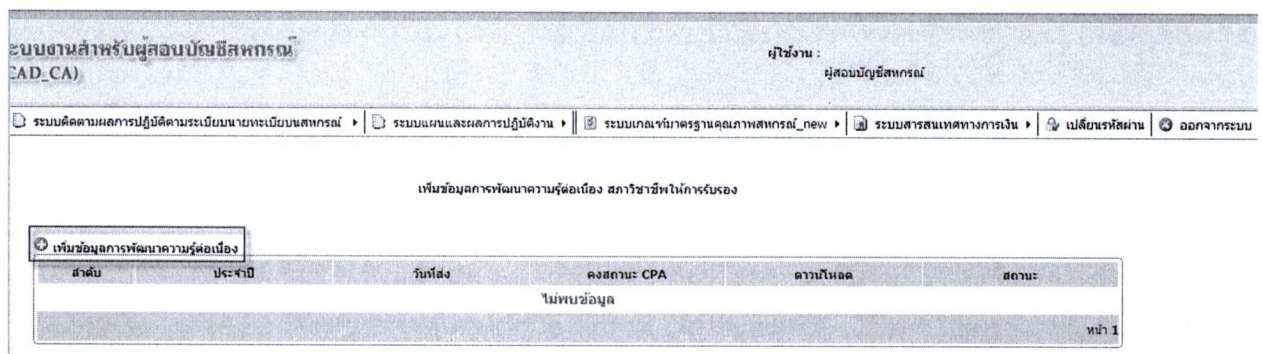 ระบบงานสำหรับผู้สอบบัญชีสหกรณ์
CAD_CA)
ผู้ใช้งาน :
ผู้สอบบัญชีสหกรณ์
ระบบติดตามผลการปฏิบัติตามระเบียบนายทะเบียบนสหกรณ์ ระบบแผนและผลการปฏิบัติงาน ระบบเกณฑ์มาตรฐานคุณภาพสหกรณ์_new ระบบสารสนเทศทางการเงิน เปลี่ยนรหัสผ่าน ออกจากระบบ
เพิ่มข้อมูลการพัฒนาความรู้ต่อเนื่อง สภาวิชาชีพให้การรับรอง
เพิ่มข้อมูลการพัฒนาความรู้ต่อเนื่อง
ลำดับ ประจำปี วันที่ส่ง คงสถานะ CPA ดาวน์โหลด สถานะ
ไม่พบข้อมูล
หน้า 1